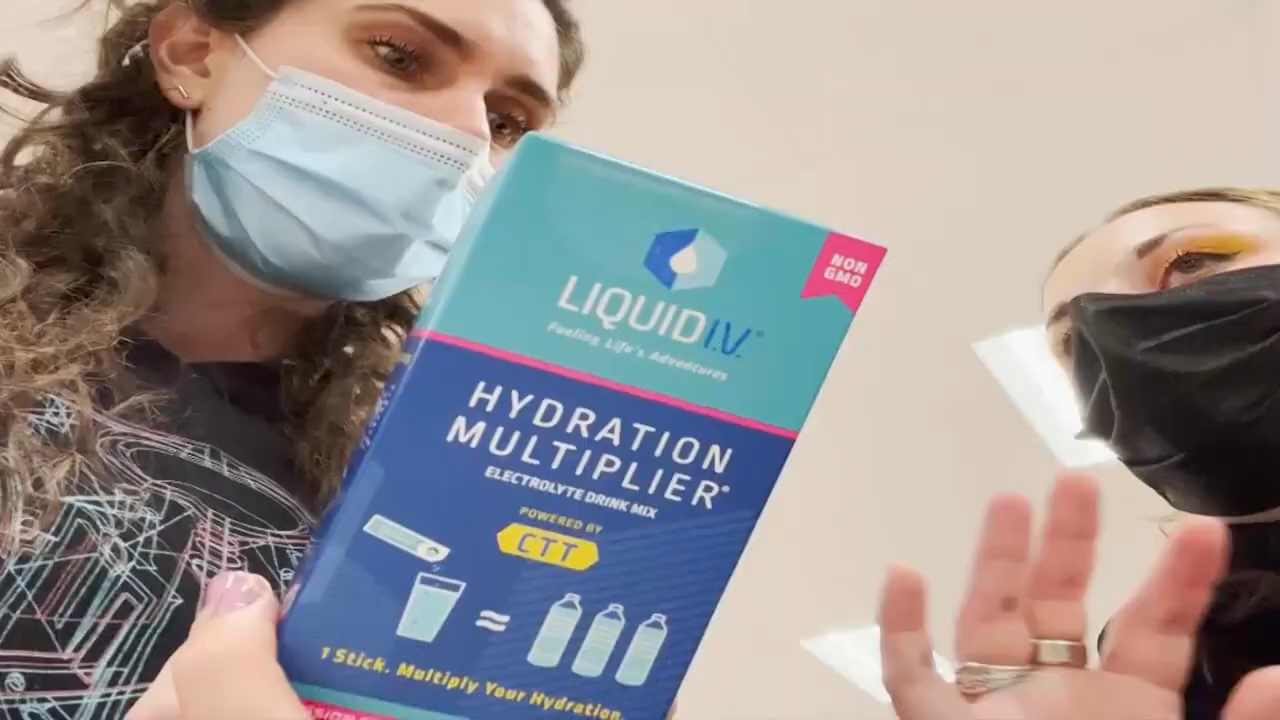 NON
GMO
LIQUID I.V.®
Fueling Life's Adventures
HYDRATION
MULTIPLIER®
ELECTROLYTE DRINK MIX
POWERED BY
CTT
≈
1 Stick. Multiply Your Hydration.